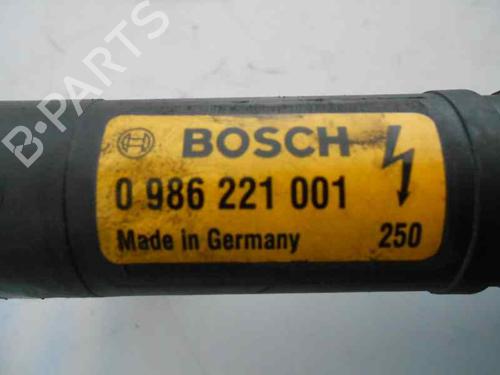 B-PARTS
BOSCH
0 986 221 001
Made in Germany 250